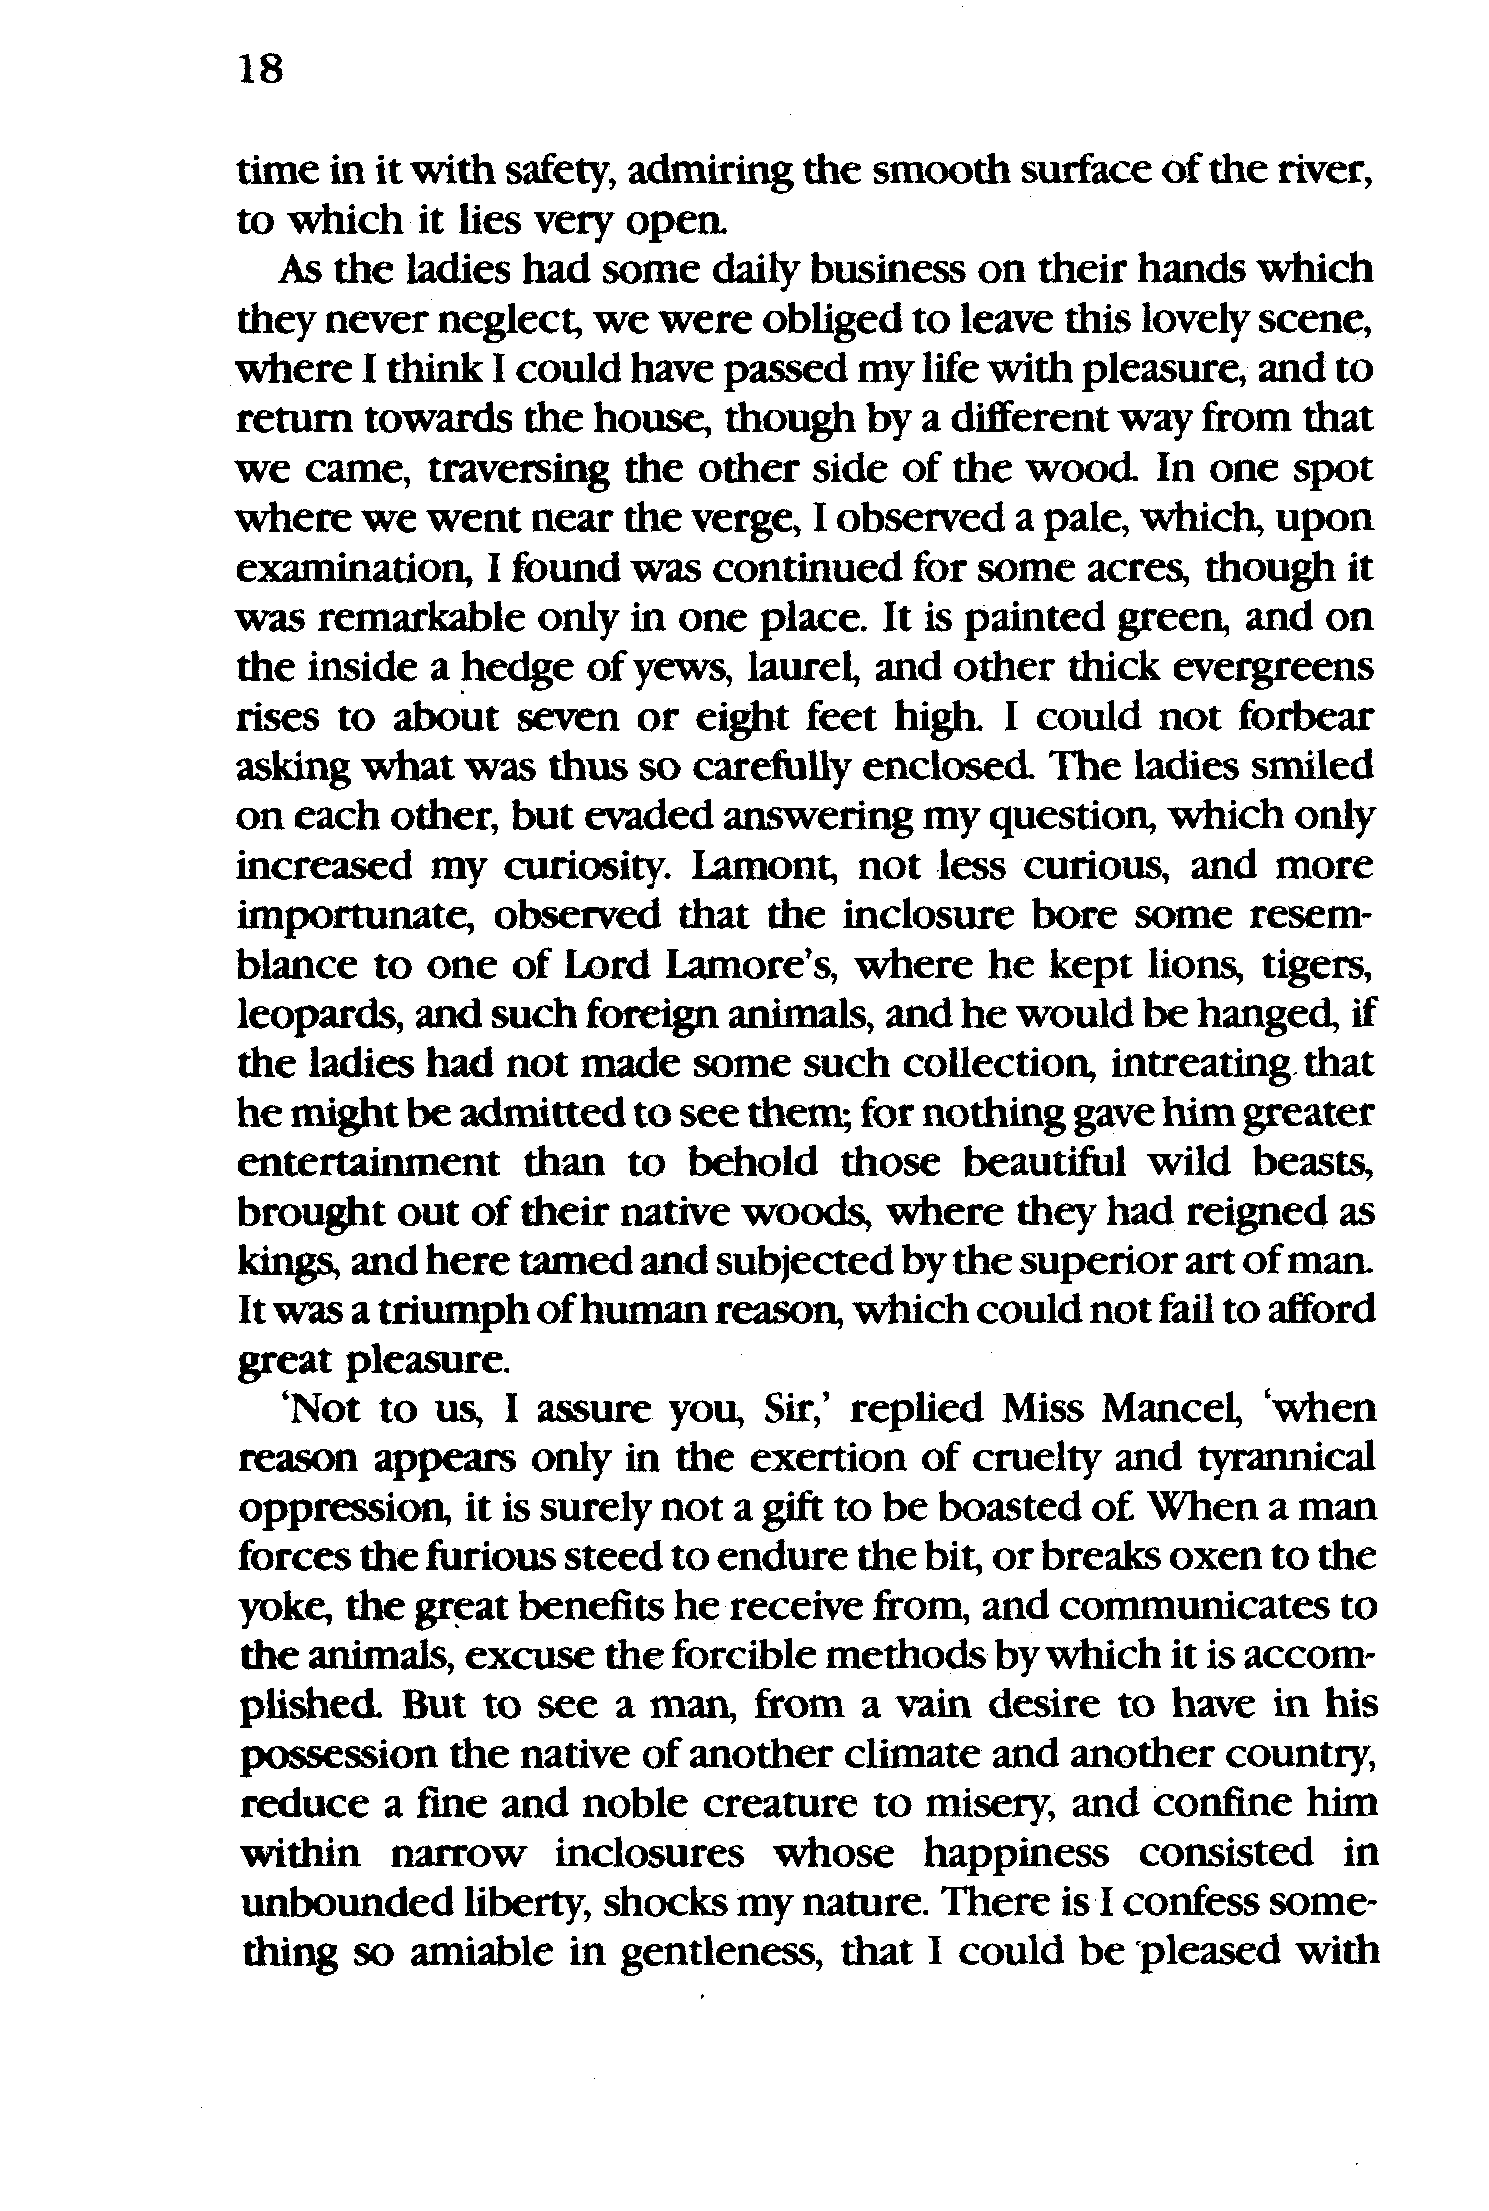 18
time in it with safety, admiring the smooth surface of the river,
to which it lies very open.
As the ladies had some daily business on their hands which
they never neglect, we were obliged to leave this lovely scene,
where I think I could have passed my life with pleasure, and to
return towards the house, though by a different way from that
we came, traversing the other side of the wood. In one spot
where we went near the verge, I observed a pale, which, upon
examination, I found was continued for some acres, though it
was remarkable only in one place. It is painted green, and on
the inside a hedge of yews, laurel, and other thick evergreens
rises to about seven or eight feet high. I could not forbear
asking what was thus so carefully enclosed. The ladies smiled
on each other, but evaded answering my question, which only
increased my curiosity. Lamont, not less curious, and more
importunate, observed that the inclosure bore some resem-
blance to one of Lord Lamore's, where he kept lions, tigers,
leopards, and such foreign animals, and he would be hanged, if
the ladies had not made some such collection, intreating that
he might be admitted to see them; for nothing gave him greater
entertainment than to behold those beautiful wild beasts,
brought out of their native woods, where they had reigned as
kings, and here tamed and subjected by the superior art of man.
It was a triumph of human reason, which could not fail to afford
great pleasure.
'Not to us, I assure you, Sir,' replied Miss Mancel, 'when
reason appears only in the exertion of cruelty and tyrannical
oppression, it is surely not a gift to be boasted of. When a man
forces the furious steed to endure the bit, or breaks oxen to the
yoke, the great benefits he receive from, and communicates to
the animals, excuse the forcible methods by which it is accom-
plished. But to see a man, from a vain desire to have in his
possession the native of another climate and another country,
reduce a fine and noble creature to misery, and confine him
within narrow inclosures whose happiness consisted in
unbounded liberty, shocks my nature. There is I confess some-
thing so amiable in gentleness, that I could be pleased with